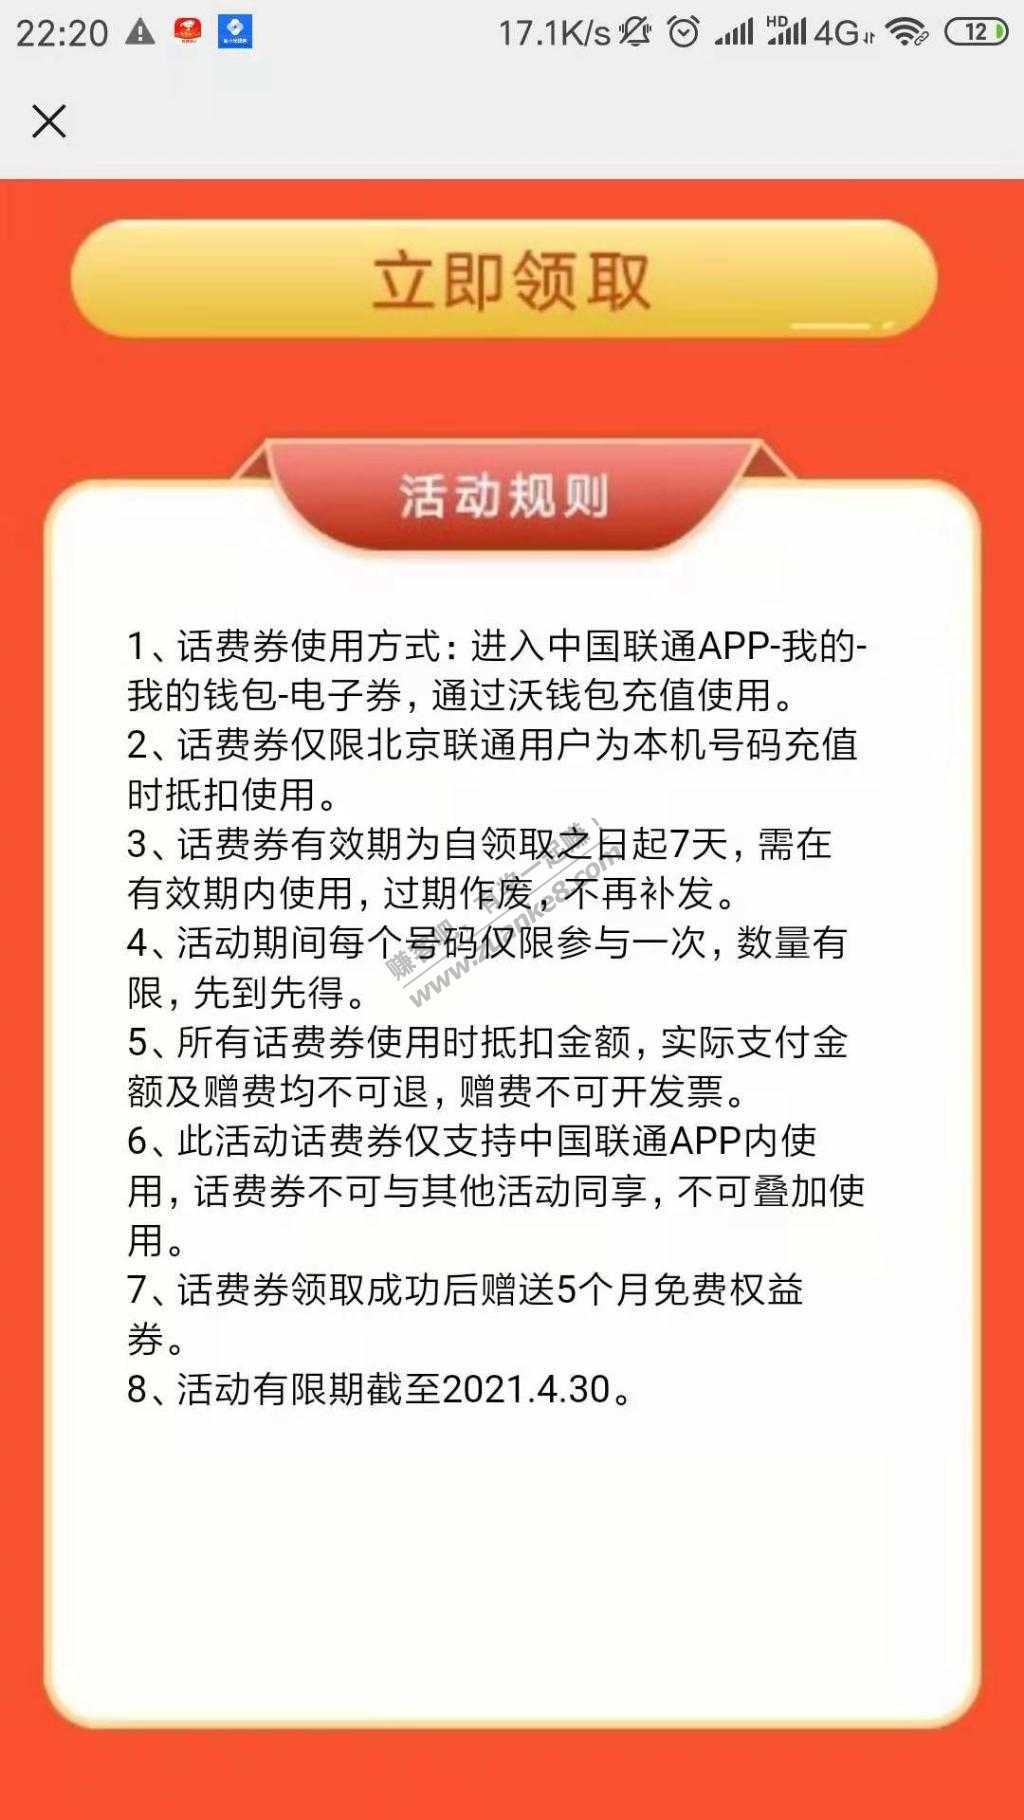 22:20
17.1K/s
HD
4G
12
立即领取
活动规则
1、话费券使用方式：进入中国联通APP-我的-
我的钱包-电子券，通过沃钱包充值使用。
2、话费券仅限北京联通用户为本机号码充值
时抵扣使用。
3、话费券有效期为自领取之日起7天，需在
有效期内使用，过期作废，不再补发。
4、活动期间每个号码仅限参与一次，数量有
限，先到先得。
5、所有话费券使用时抵扣金额，实际支付金
额及赠费均不可退，赠费不可开发票。
6、此活动话费券仅支持中国联通APP内使
用，话费券不可与其他活动同享，不可叠加使
用。
7、话费券领取成功后赠送5个月免费权益
券。
8、活动有限期截至2021.4.30。
赚客吧，有奖一起赚！
www.zuanke8.com